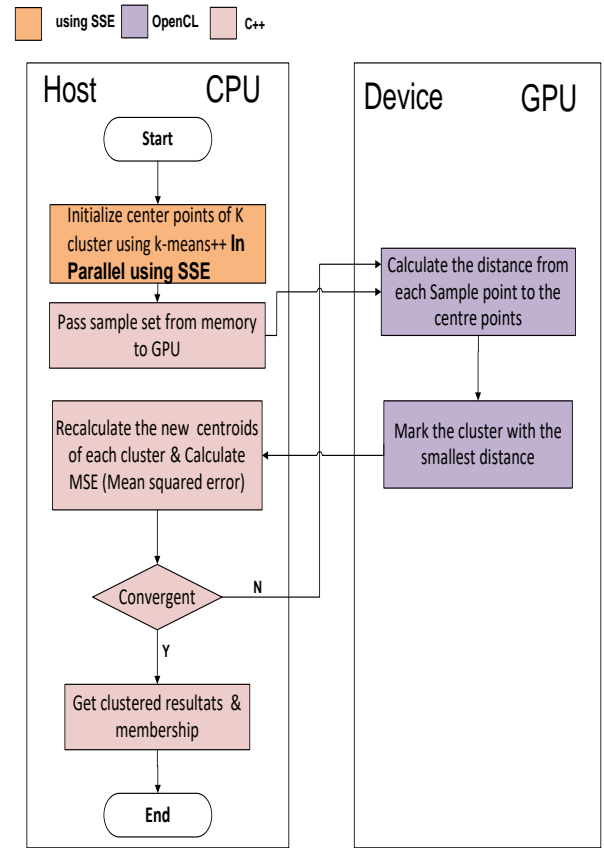 using SSE OpenCL C++
Host CPU
Device GPU
Start
Initialize center points of K
cluster using k-means++ In
Parallel using SSE
Pass sample set from memory
to GPU
Calculate the distance from
each Sample point to the
centre points
Mark the cluster with the
smallest distance
Recalculate the new centroids
of each cluster & Calculate
MSE (Mean squared error)
Convergent
N
Y
Get clustered resultats &
membership
End